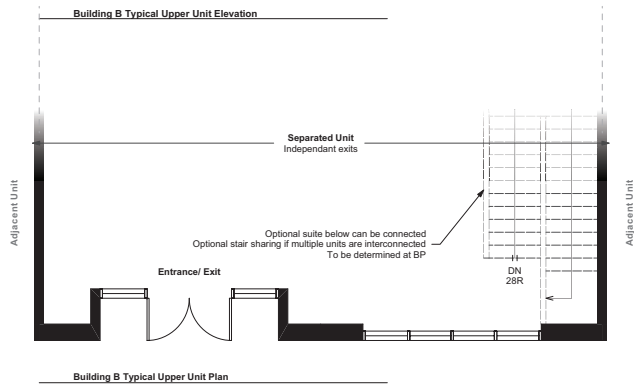 Building B Typical Upper Unit Elevation
Separated Unit
Independant exits
Adjacent Unit
Adjacent Unit
Optional suite below can be connected
Optional stair sharing if multiple units are interconnected
To be determined at BP
Entrance/ Exit
DN
28R
Building B Typical Upper Unit Plan